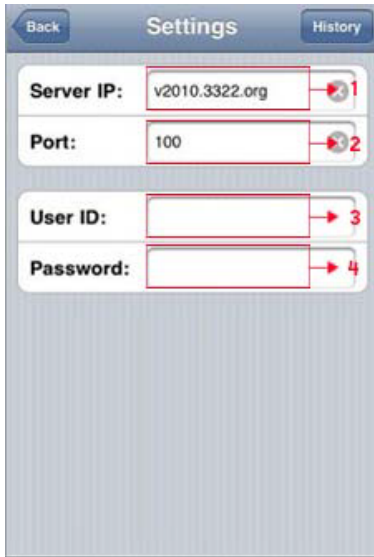 Back Settings History
Server IP: v2010.3322.org 1
Port: 100 2
User ID: 3
Password: 4